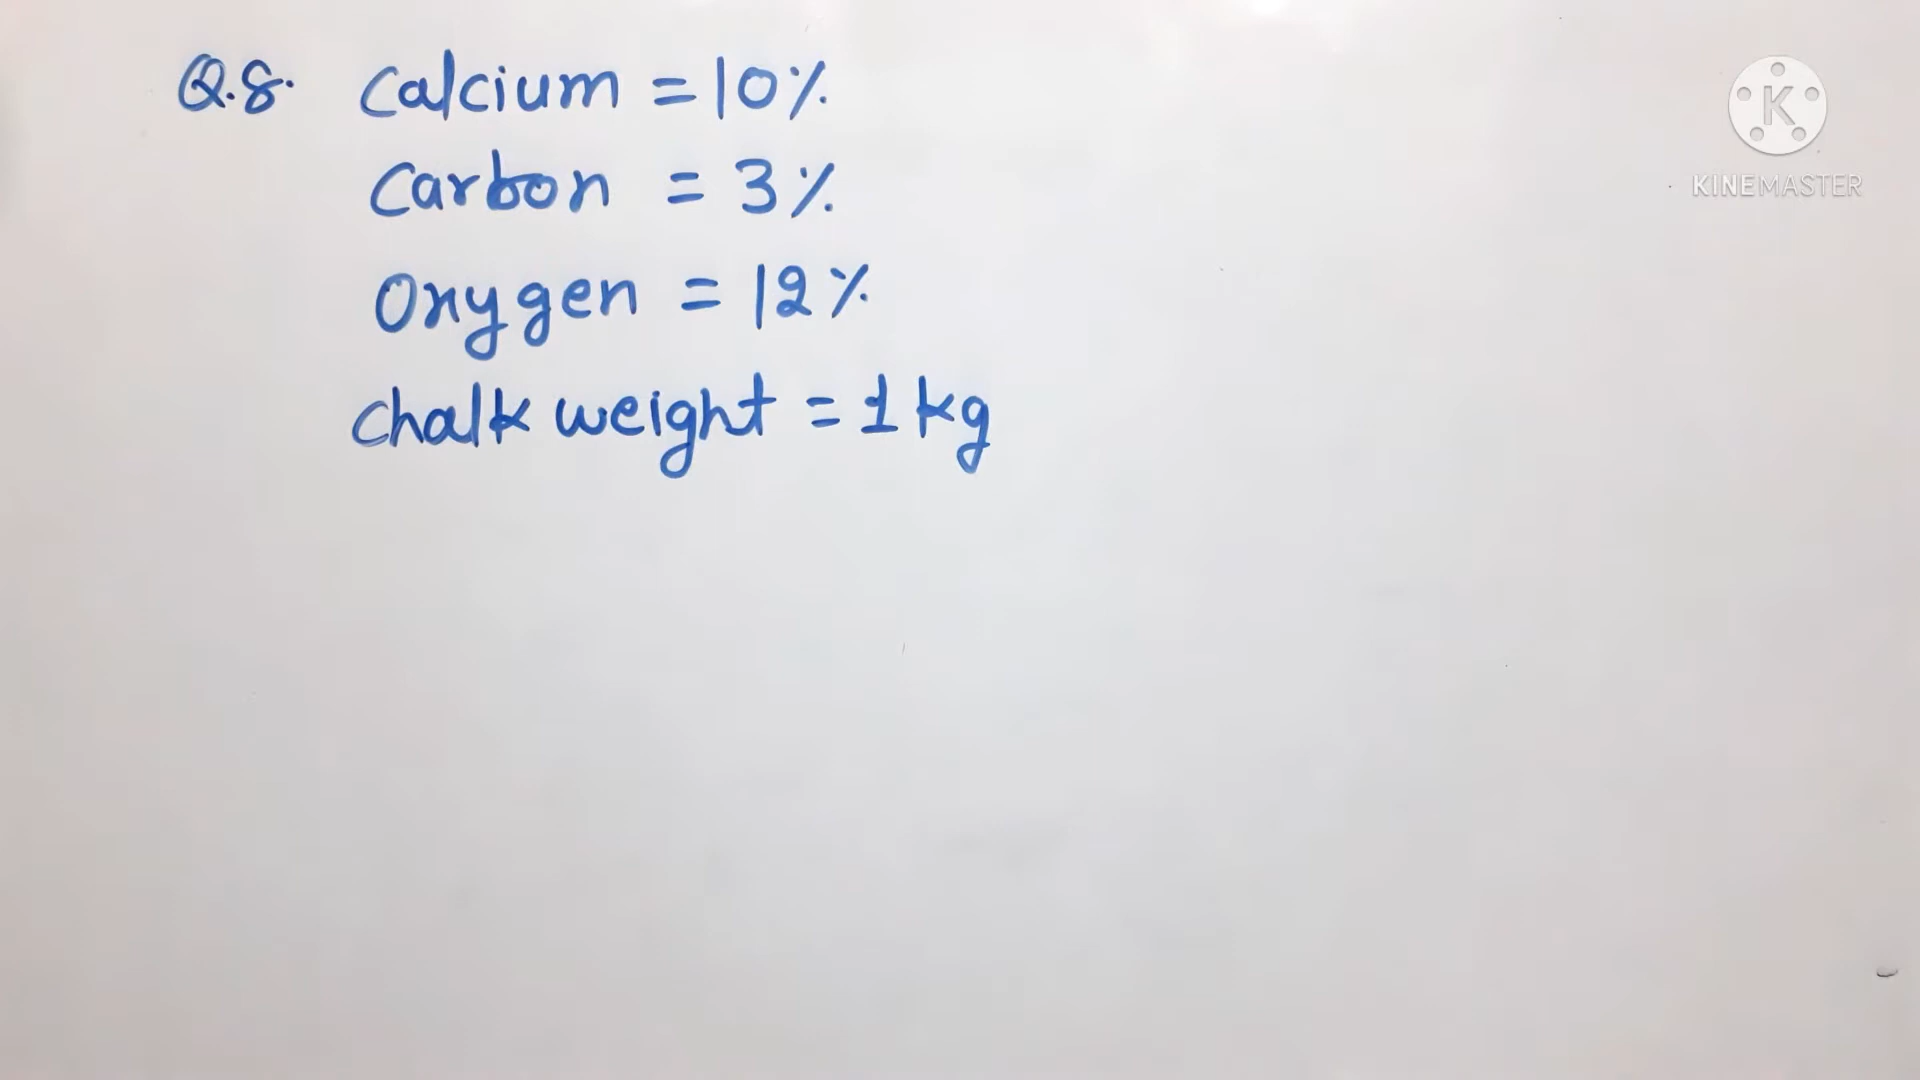 Q.8. Calcium = 10%
Carbon = 3%
Oxygen = 12%
Chalk weight = 1 kg
K
KINEMASTER